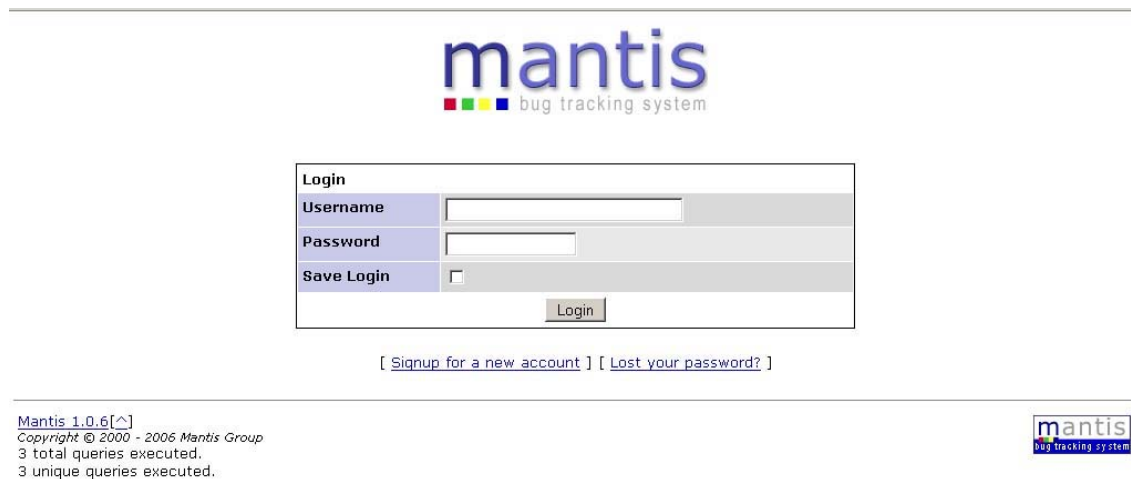 mantis
bug tracking system
Login
Username
Password
Save Login
Login
[ Signup for a new account ] [ Lost your password? ]
Mantis 1.0.6[^]
Copyright © 2000 - 2006 Mantis Group
3 total queries executed.
3 unique queries executed.
mantis
bug tracking system